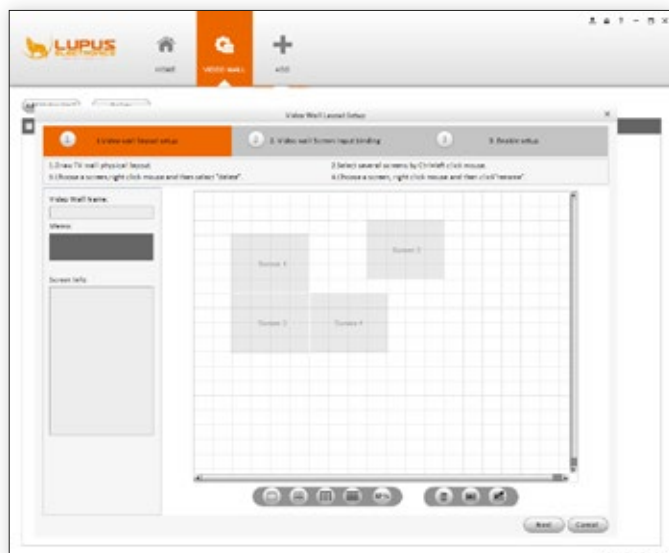 LUPUS
ELECTRONICS
HOME
VIDEO WALL
ADD
Video Wall Layout Setup
1
1.Video wall layout setup
2
2. Video wall Screen input binding
3
3. Enable setup
1.Draw TV wall physical layout.
2.Select several screens by Ctrl+left click mouse.
3.Choose a screen,right click mouse and then select "delete".
4.Choose a screen, right click mouse and then click"rename".
Video Wall Name:
Memo:
Screen Info:
Screen 2
Screen 3
Screen 4
Next
Cancel